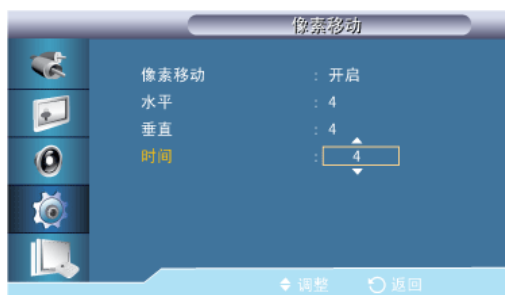 像素移动
像素移动 : 开启
水平 : 4
垂直 : 4
时间 : 4
调整 返回